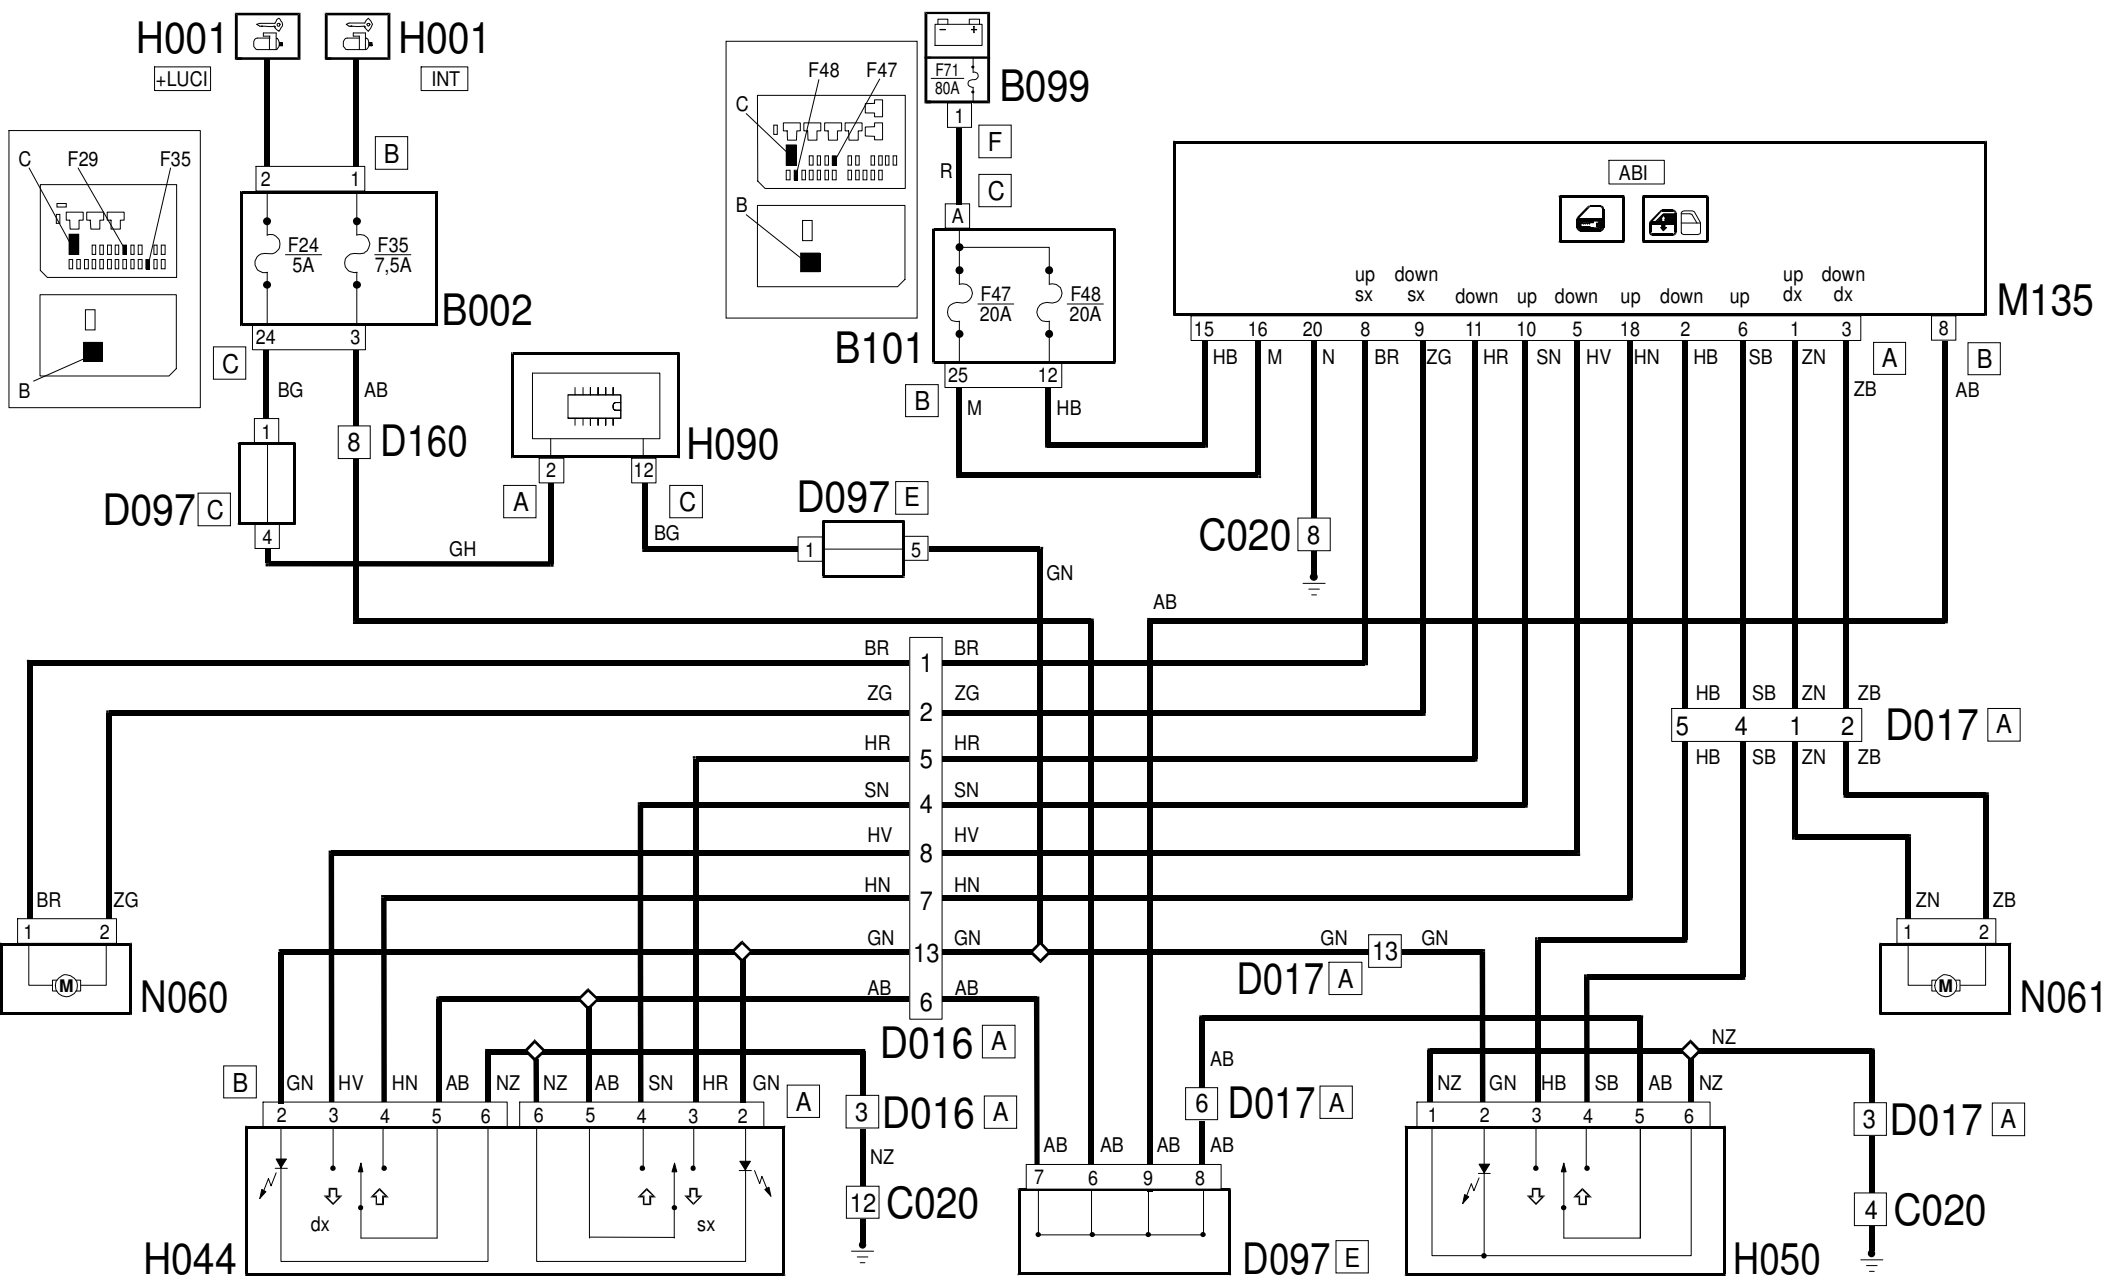 H001 H001
+LUCI INT
C F29 F35
B
B
2 1
F24 5A F35 7,5A
B002
24 3
C
BG AB
1 8 D160
D097 C
4
GH
H090
2 12
A C
BG
D097 E
1 5
GN
F48 F47
C
B
- +
F71 80A
B099
1
F
R
C
A
F47 20A F48 20A
B101
25 12
B
M HB
ABI
up down up down
sx sx down up down up down up dx dx
M135
15 16 20 8 9 11 10 5 18 2 6 1 3 8
HB M N BR ZG HR SN HV HN HB SB ZN A B
ZB AB
C020 8
AB
BR 1 BR
ZG 2 ZG
HR 5 HR
SN 4 SN
HV 8 HV
HN 7 HN
GN 13 GN
AB 6 AB
D016 A
HB SB ZN ZB
5 4 1 2 D017 A
HB SB ZN ZB
BR ZG
1 2
M
N060
GN 13 GN
D017 A
ZN ZB
1 2
M
N061
B GN HV HN AB NZ NZ AB SN HR GN A
2 3 4 5 6 6 5 4 3 2
dx sx
H044
3 D016 A
NZ
12 C020
AB
6 D017 A
AB AB AB AB
7 6 9 8
D097 E
NZ
NZ GN HB SB AB NZ
1 2 3 4 5 6
H050
3 D017 A
4 C020